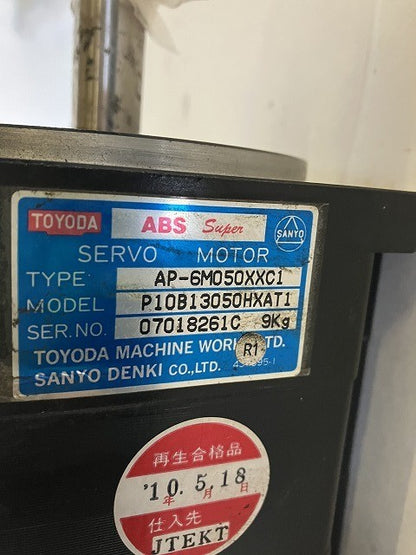 TOYODA ABS Super SANYO
SERVO MOTOR
TYPE AP-6M050XXC1
MODEL P10B13050HXAT1
SER.NO. 07018261C 9Kg
TOYODA MACHINE WORKS, LTD.
R1
SANYO DENKI CO.,LTD.
再生合格品
'10.5.18
年 月 日
仕入先
JTEKT